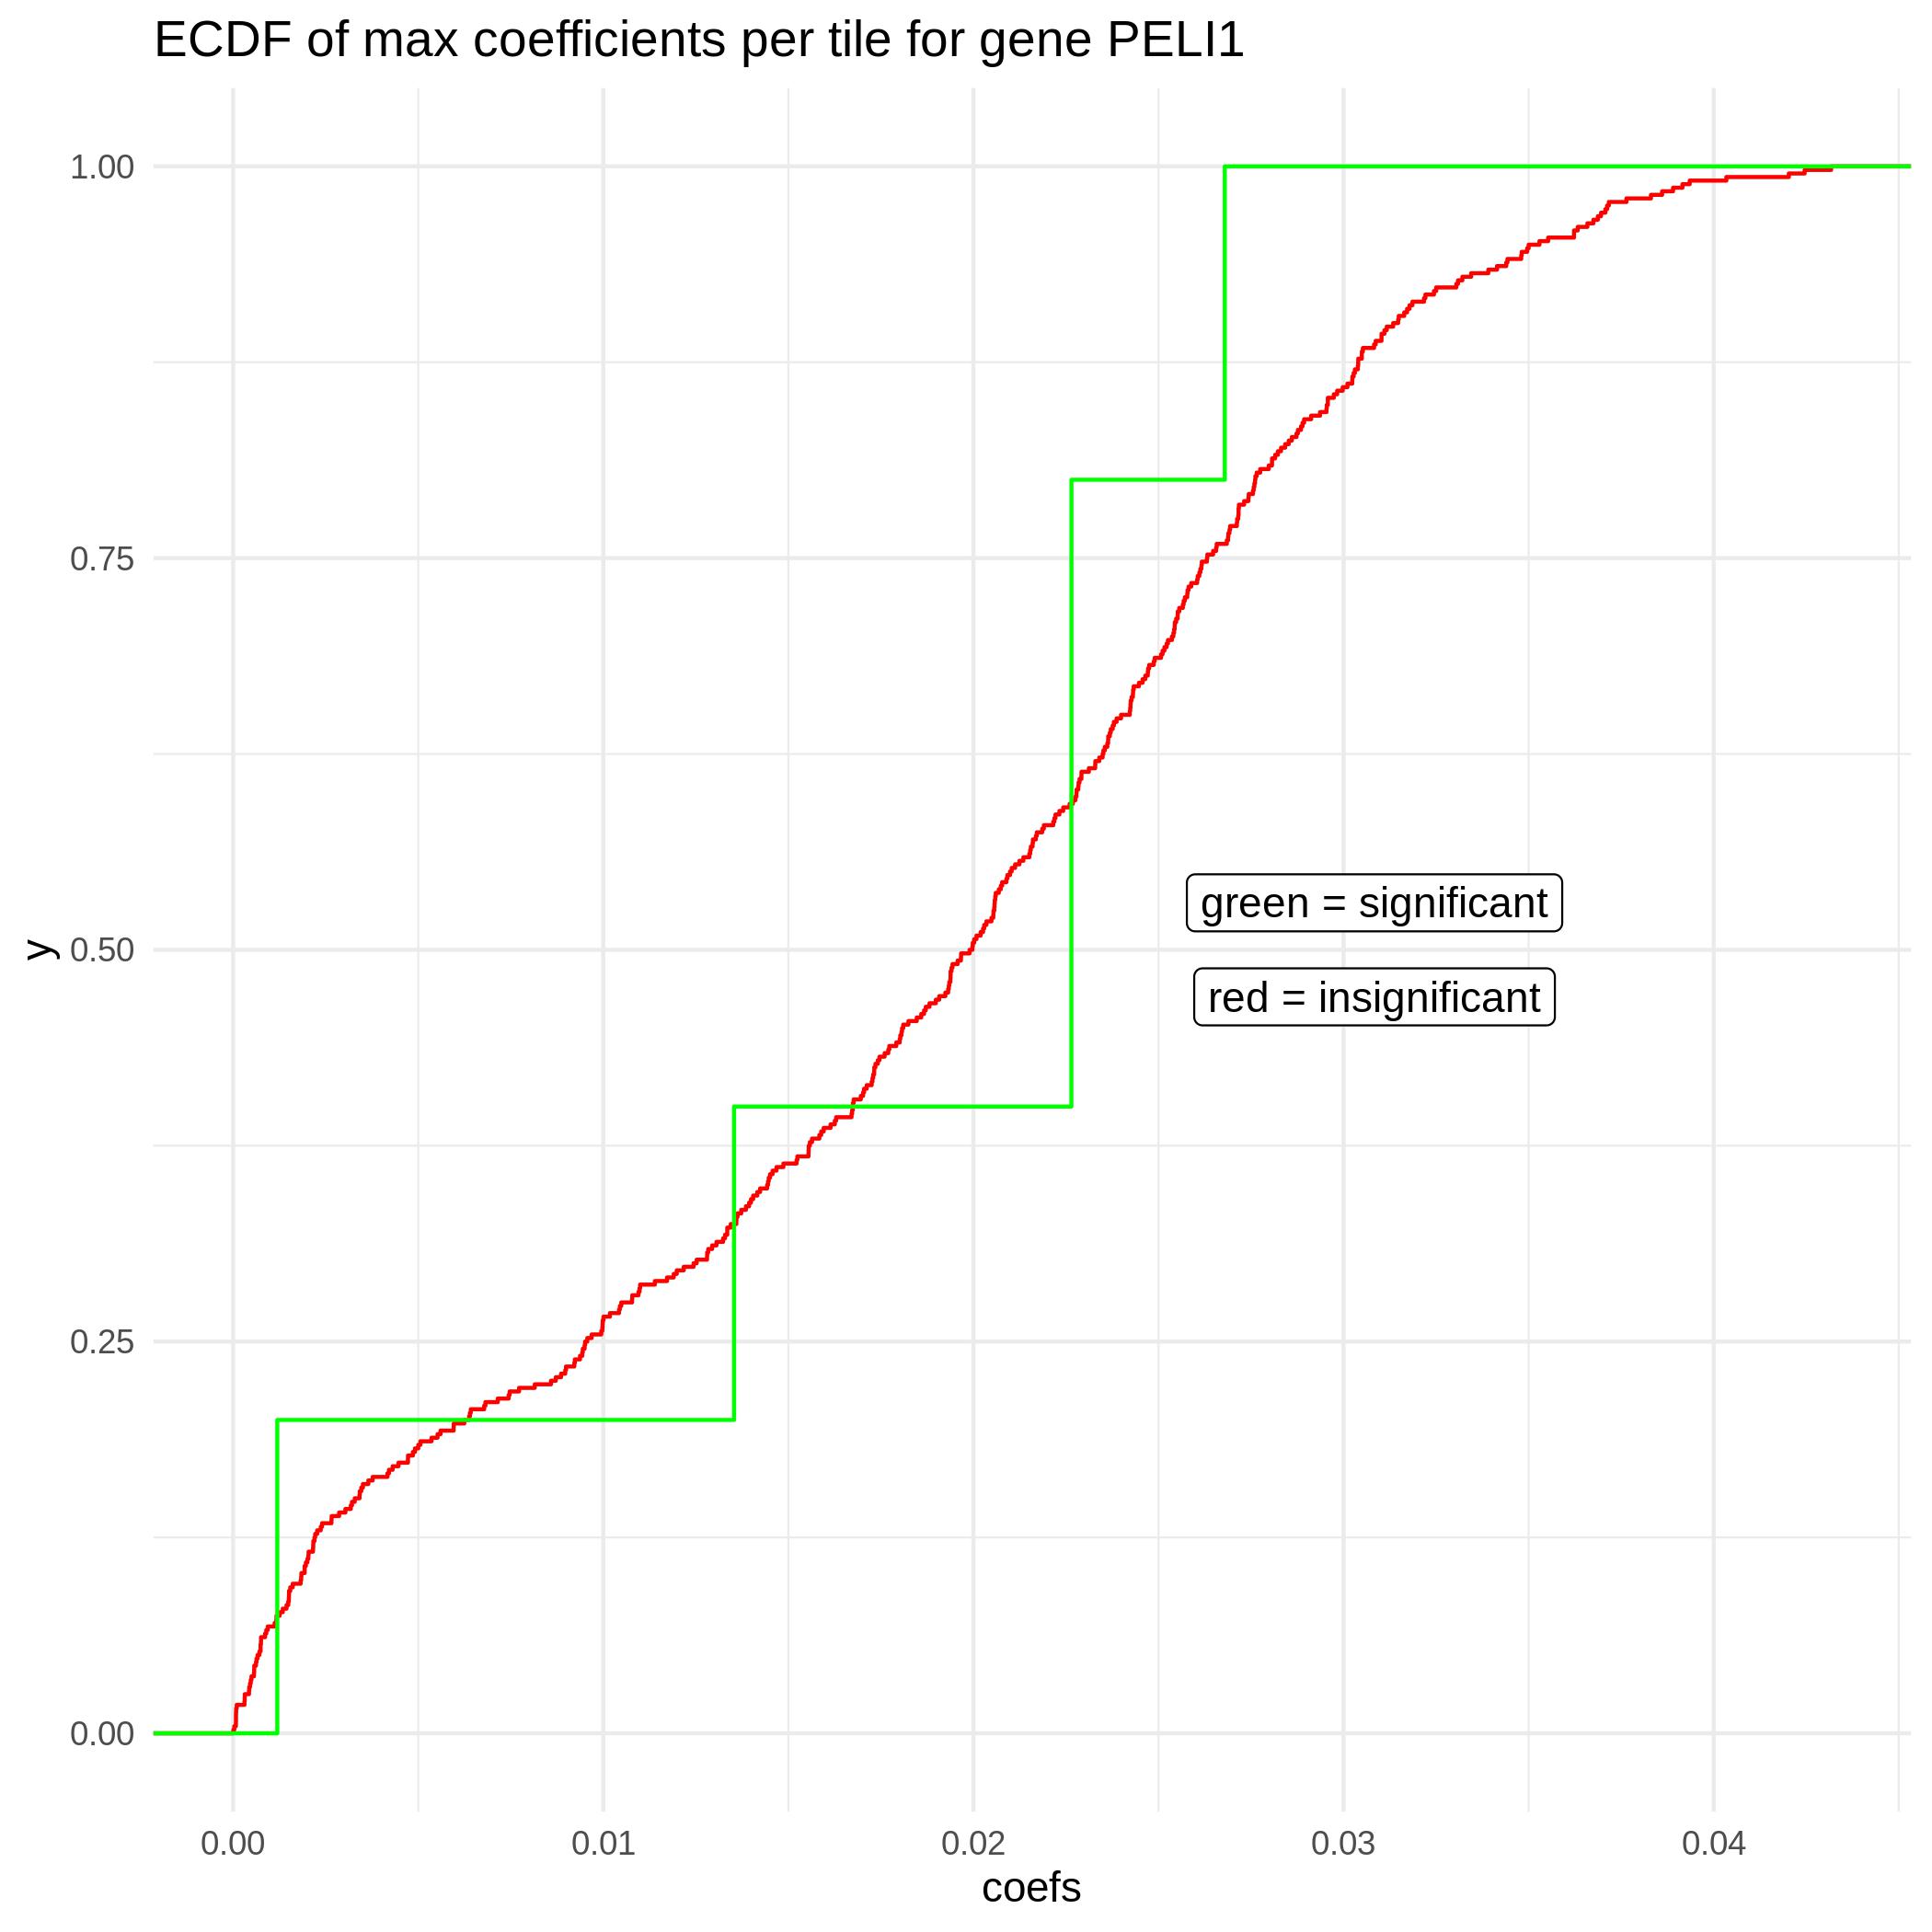 ECDF of max coefficients per tile for gene PELI1
1.00
0.75
0.50
0.25
0.00
y
green = significant
red = insignificant
0.00
0.01
0.02
0.03
0.04
coefs